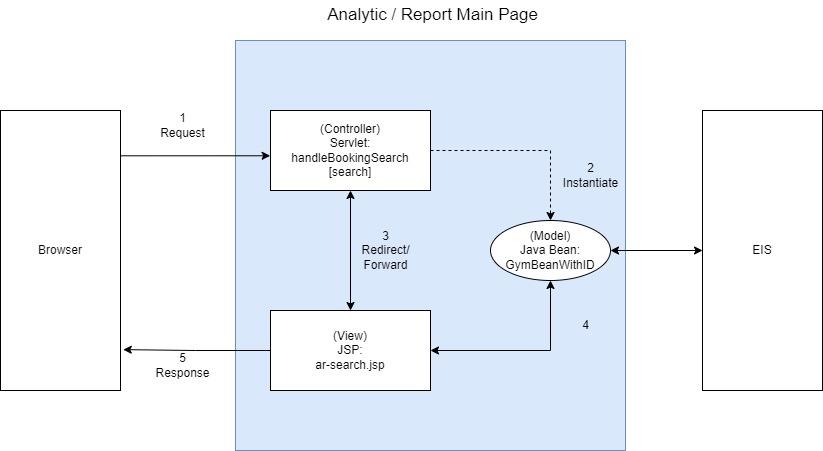 Analytic / Report Main Page
1
Request
(Controller)
Servlet:
handleBookingSearch
[search]
2
Instantiate
Browser
3
Redirect/
Forward
(Model)
Java Bean:
GymBeanWithID
EIS
4
(View)
JSP:
ar-search.jsp
5
Response